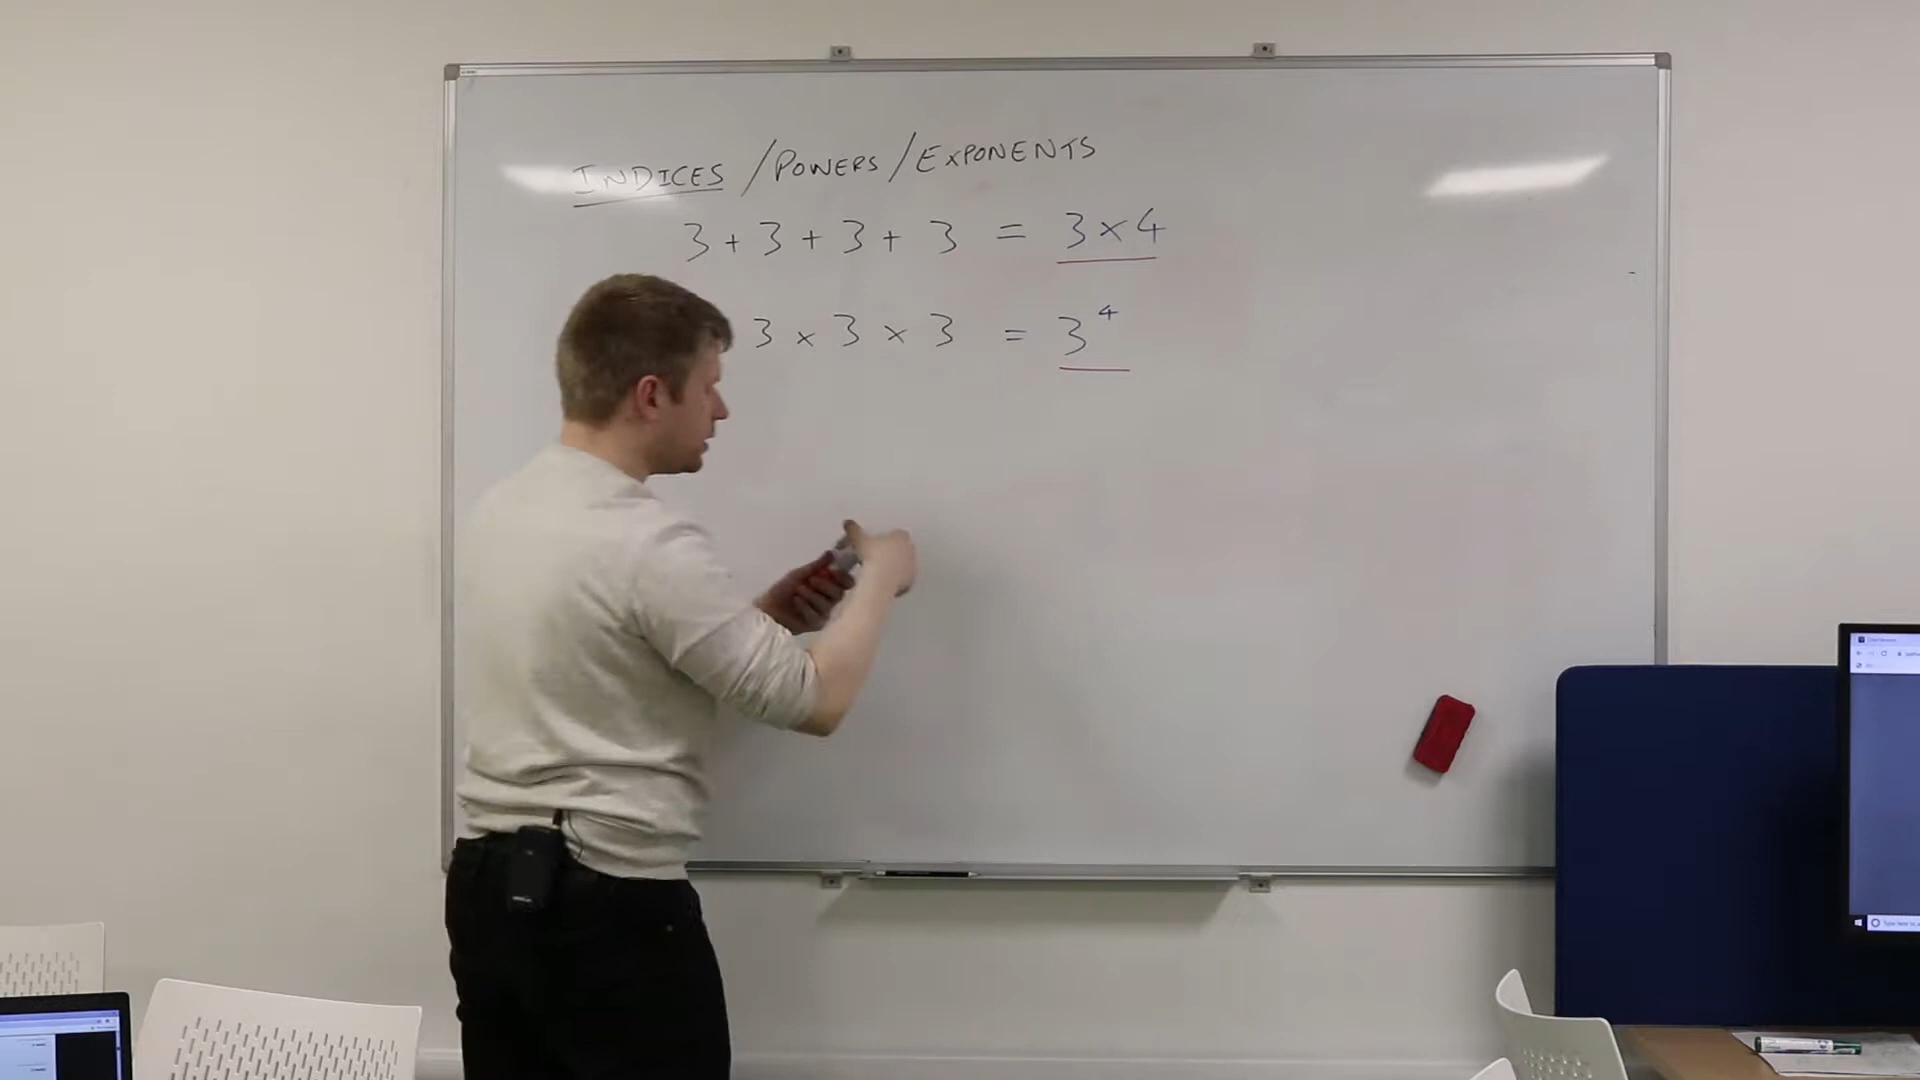 INDICES / POWERS / EXPONENTS
3 + 3 + 3 + 3 = 3 × 4
3 × 3 × 3 = 3⁴